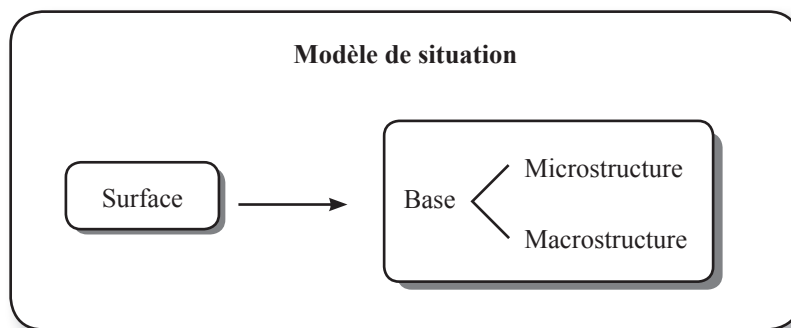 Modèle de situation
Microstructure
Surface
Base
Macrostructure